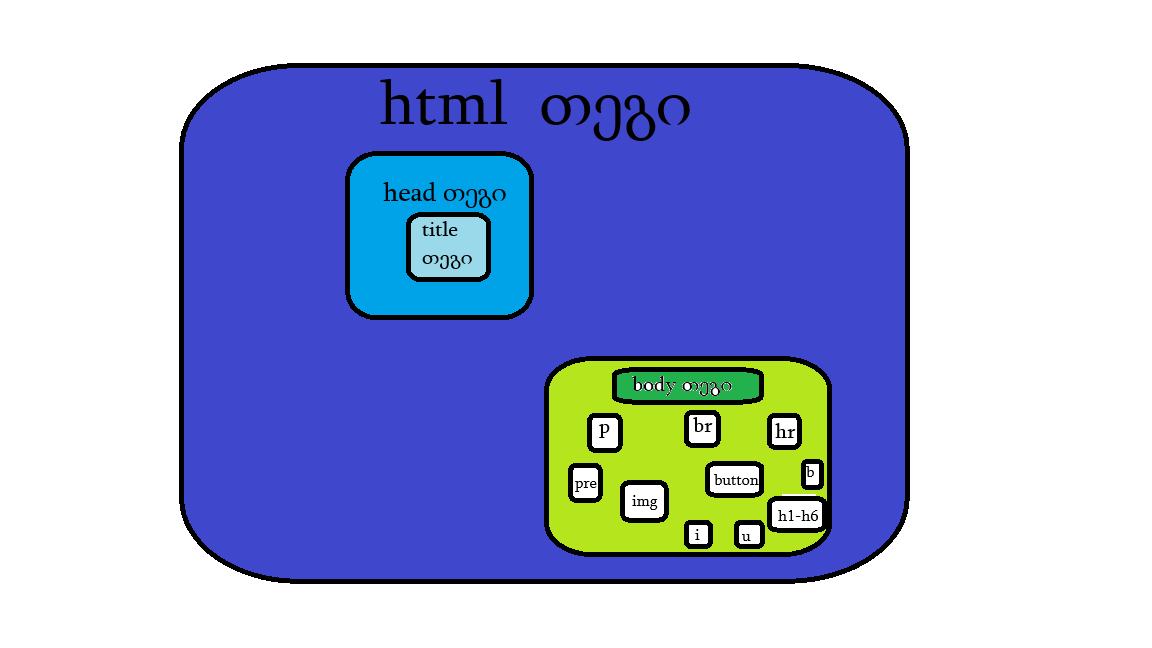 html თეგი
head თეგი
title
თეგი
body თეგი
p
br
hr
pre
img
button
b
h1-h6
i
u